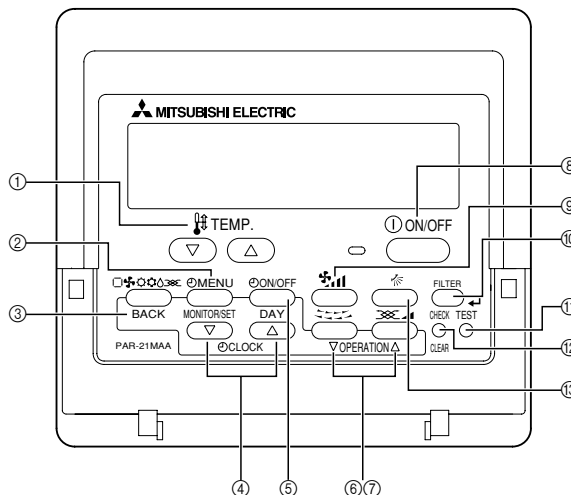 MITSUBISHI ELECTRIC
① TEMP. ON/OFF ⑧
⑨
② MENU ON/OFF FILTER ⑩
③ BACK MONITOR/SET DAY CHECK TEST ⑪
PAR-21MAA CLOCK ▽OPERATION△ CLEAR ⑫
⑬
④ ⑤ ⑥⑦